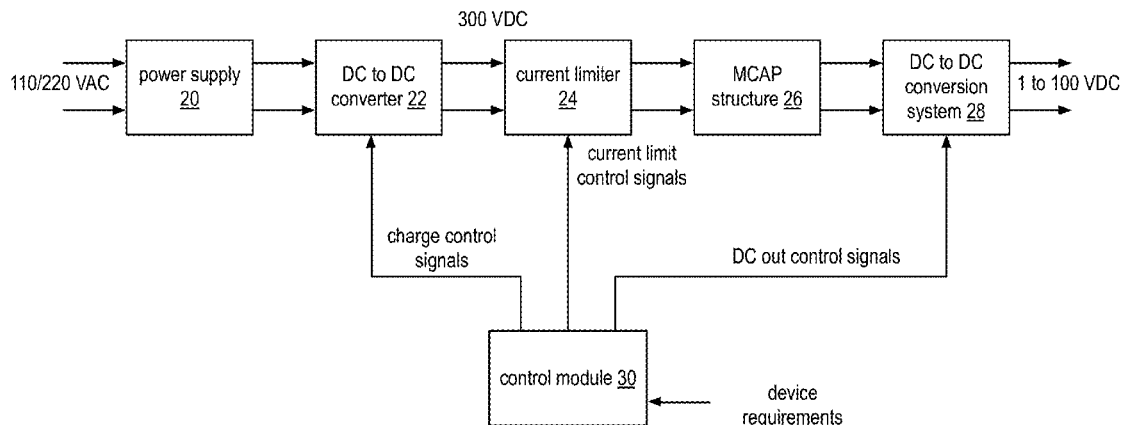 300 VDC
110/220 VAC
power supply
20
DC to DC
converter 22
current limiter
24
MCAP
structure 26
DC to DC
conversion
system 28
1 to 100 VDC
current limit
control signals
charge control
signals
DC out control signals
control module 30
device
requirements